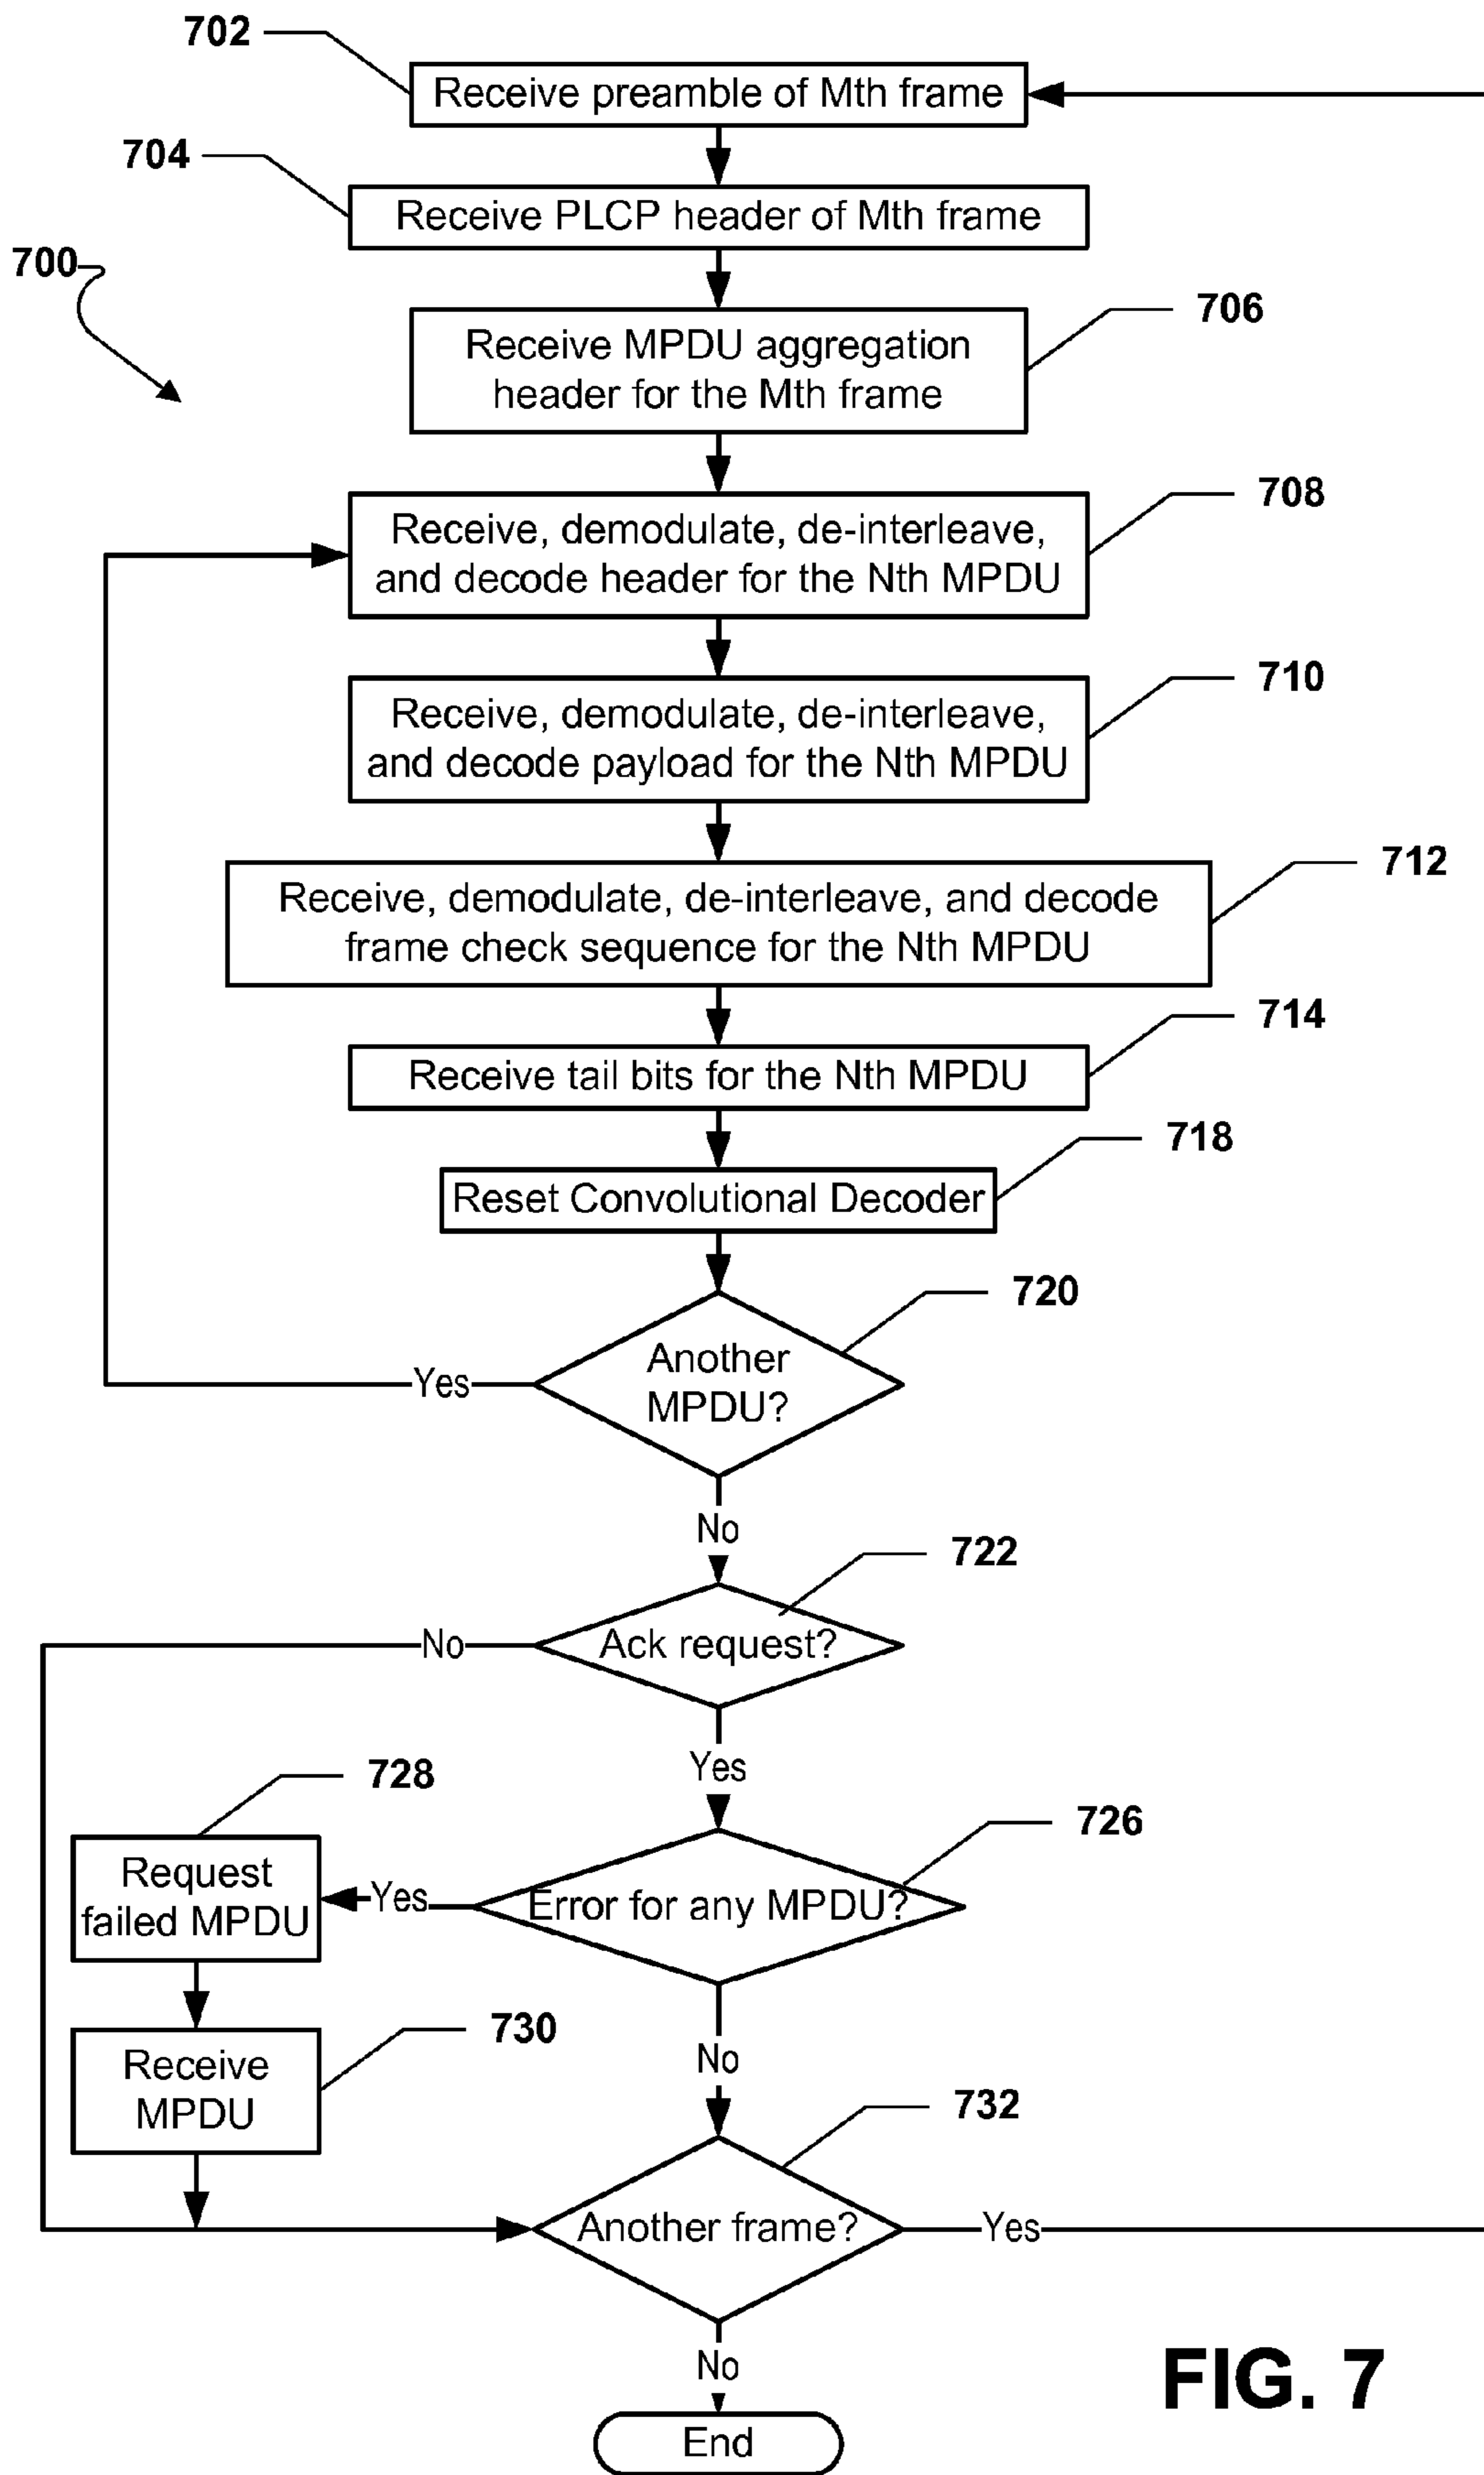 702
Receive preamble of Mth frame
704
Receive PLCP header of Mth frame
700
706
Receive MPDU aggregation
header for the Mth frame
708
Receive, demodulate, de-interleave,
and decode header for the Nth MPDU
710
Receive, demodulate, de-interleave,
and decode payload for the Nth MPDU
712
Receive, demodulate, de-interleave, and decode
frame check sequence for the Nth MPDU
714
Receive tail bits for the Nth MPDU
718
Reset Convolutional Decoder
720
Another
MPDU?
Yes
No
722
Ack request?
No
Yes
728
726
Request
failed MPDU
Yes
Error for any MPDU?
730
No
Receive
MPDU
732
Another frame?
Yes
No
FIG. 7
End